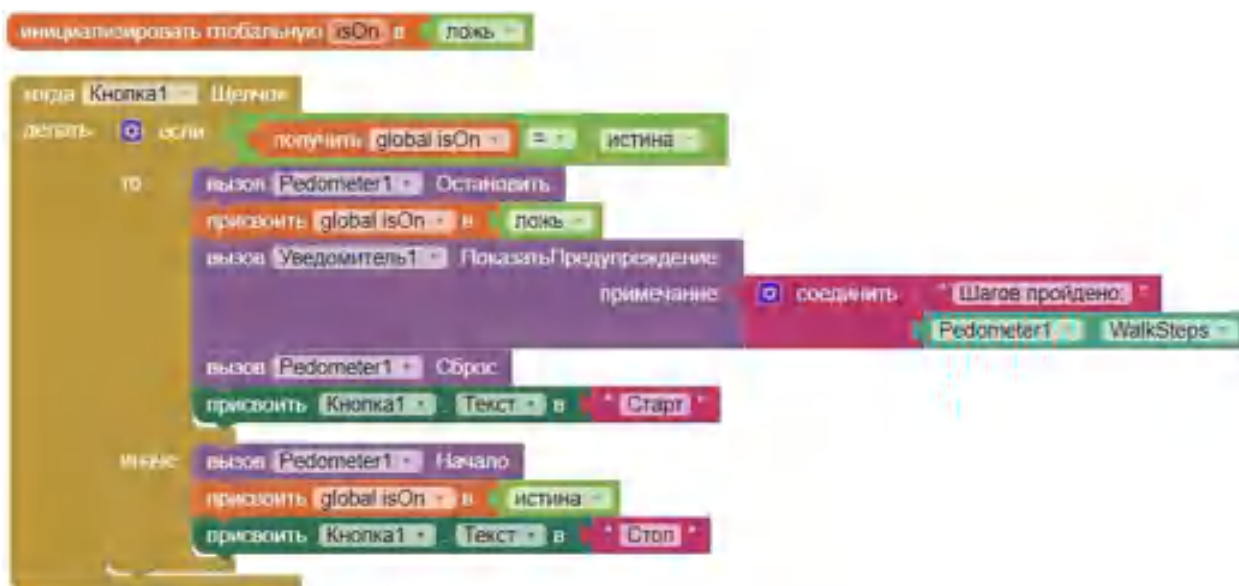 инициализировать глобальную isOn в ложь
когда Кнопка1 Щелчок
делать если получить global isOn = истина
то вызов Pedometer1 Остановить
присвоить global isOn в ложь
вызов Уведомитель1 ПоказатьПредупреждение
примечание соединить " Шагов пройдено: "
Pedometer1 WalkSteps
вызов Pedometer1 Сброс
присвоить Кнопка1 . Текст в " Старт "
иначе вызов Pedometer1 Начало
присвоить global isOn в истина
присвоить Кнопка1 . Текст в " Стоп "